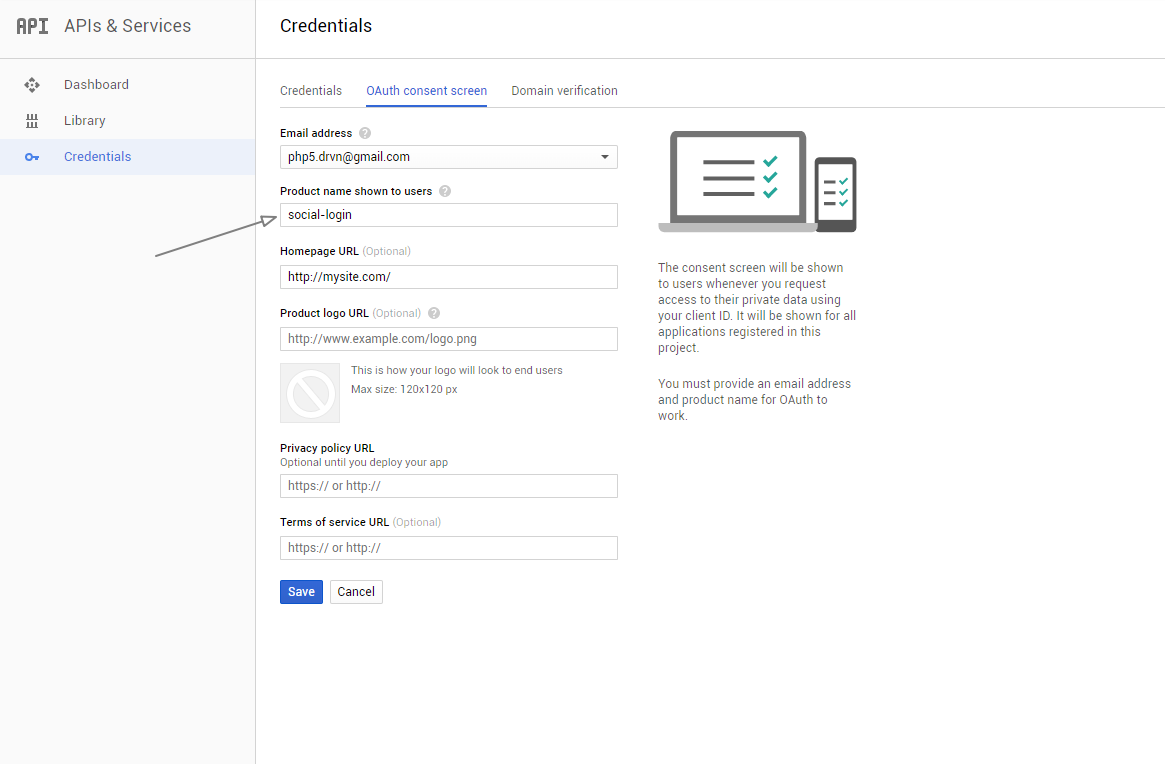 API APIs & Services
Credentials
Dashboard
Library
Credentials
Credentials OAuth consent screen Domain verification
Email address ?
php5.drvn@gmail.com
Product name shown to users ?
social-login
Homepage URL (Optional)
http://mysite.com/
Product logo URL (Optional) ?
http://www.example.com/logo.png
This is how your logo will look to end users
Max size: 120x120 px
Privacy policy URL
Optional until you deploy your app
https:// or http://
Terms of service URL (Optional)
https:// or http://
Save Cancel
The consent screen will be shown
to users whenever you request
access to their private data using
your client ID. It will be shown for all
applications registered in this
project.
You must provide an email address
and product name for OAuth to
work.